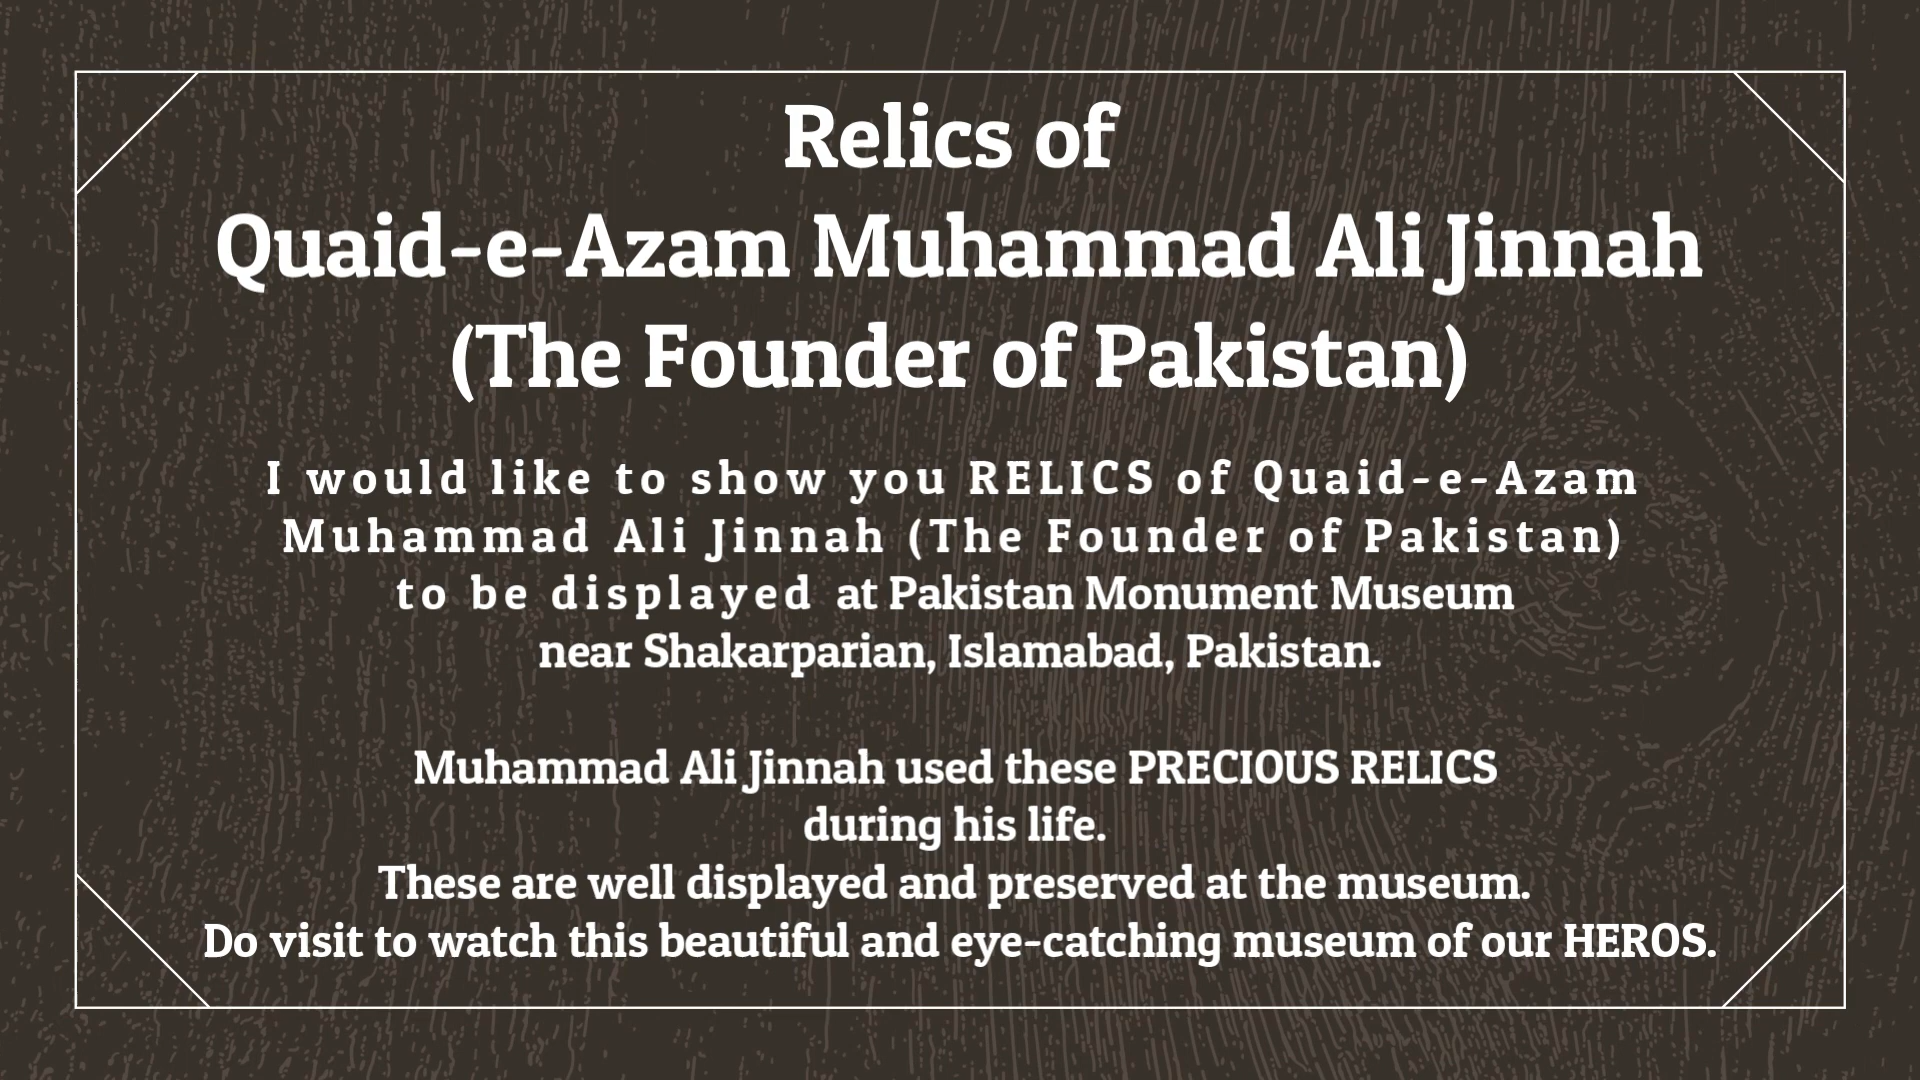 Relics of
Quaid-e-Azam Muhammad Ali Jinnah
(The Founder of Pakistan)
I would like to show you RELICS of Quaid-e-Azam
Muhammad Ali Jinnah (The Founder of Pakistan)
to be displayed at Pakistan Monument Museum
near Shakarparian, Islamabad, Pakistan.
Muhammad Ali Jinnah used these PRECIOUS RELICS
during his life.
These are well displayed and preserved at the museum.
Do visit to watch this beautiful and eye-catching museum of our HEROS.